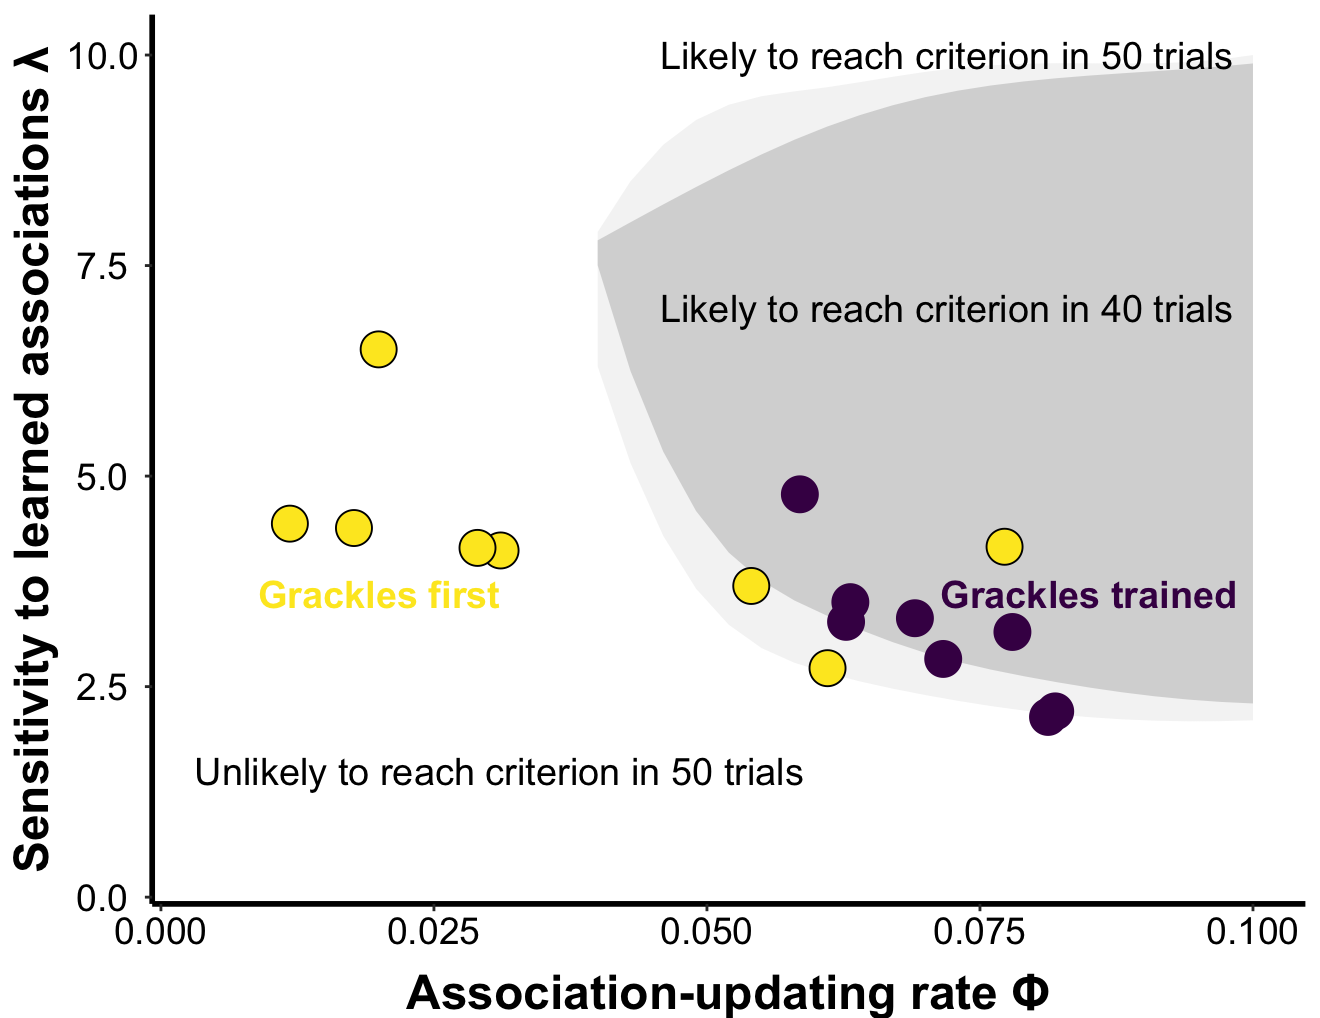 Sensitivity to learned associations λ
10.0
7.5
5.0
2.5
0.0
Likely to reach criterion in 50 trials
Likely to reach criterion in 40 trials
Grackles first
Grackles trained
Unlikely to reach criterion in 50 trials
0.000
0.025
0.050
0.075
0.100
Association-updating rate Φ